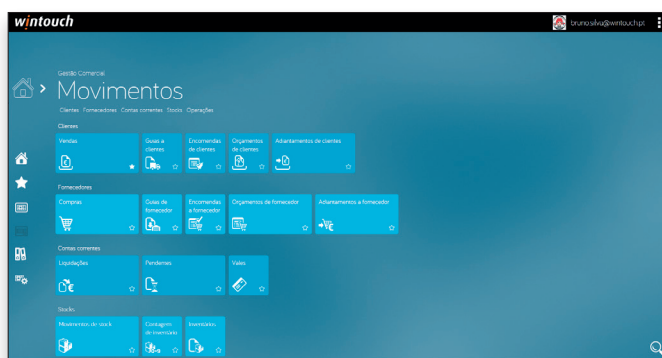 wintouch
bruno.silva@wintouch.pt
Gestão Comercial
Movimentos
Clientes Fornecedores Contas correntes Stocks Operações
Clientes
Vendas
Guias a clientes
Encomendas de clientes
Orçamentos de clientes
Adiantamentos de clientes
Fornecedores
Compras
Guias de fornecedor
Encomendas a fornecedor
Orçamentos de fornecedor
Adiantamentos a fornecedor
Contas correntes
Liquidações
Pendentes
Vales
Stocks
Movimentos de stock
Contagem de inventário
Inventários